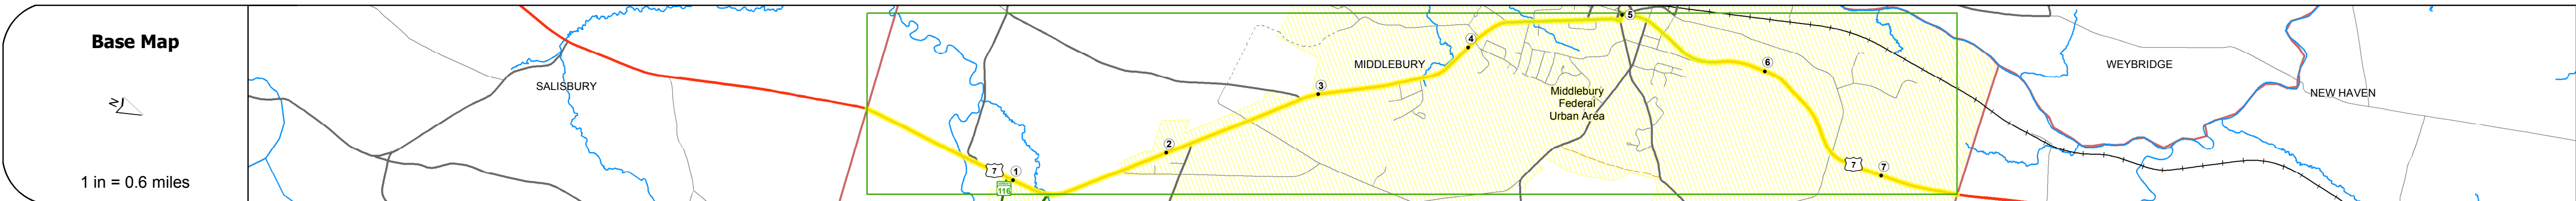 Base Map
N
1 in = 0.6 miles
SALISBURY
7
1
116
2
3
MIDDLEBURY
4
5
Middlebury
Federal
Urban Area
6
7
7
WEYBRIDGE
NEW HAVEN